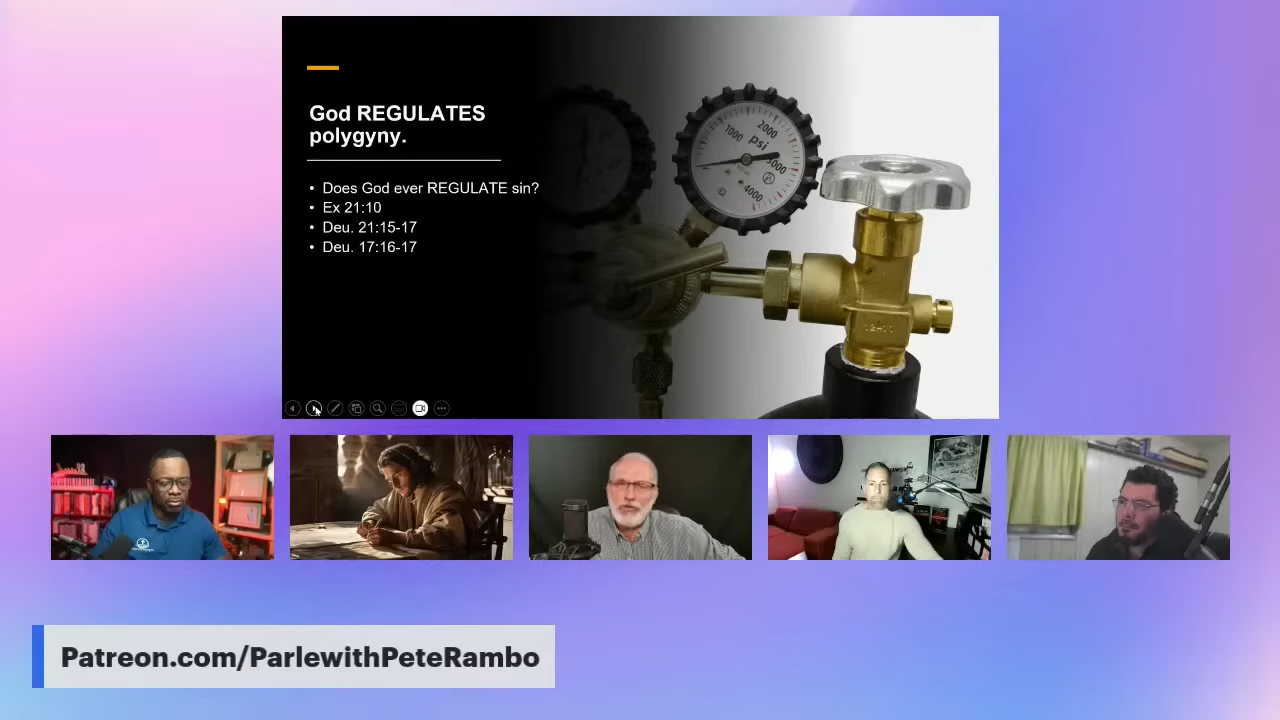 God REGULATES
polygyny.
• Does God ever REGULATE sin?
• Ex 21:10
• Deu. 21:15-17
• Deu. 17:16-17
1000
2000
psi
3000
4000
Patreon.com/ParlewithPeteRambo